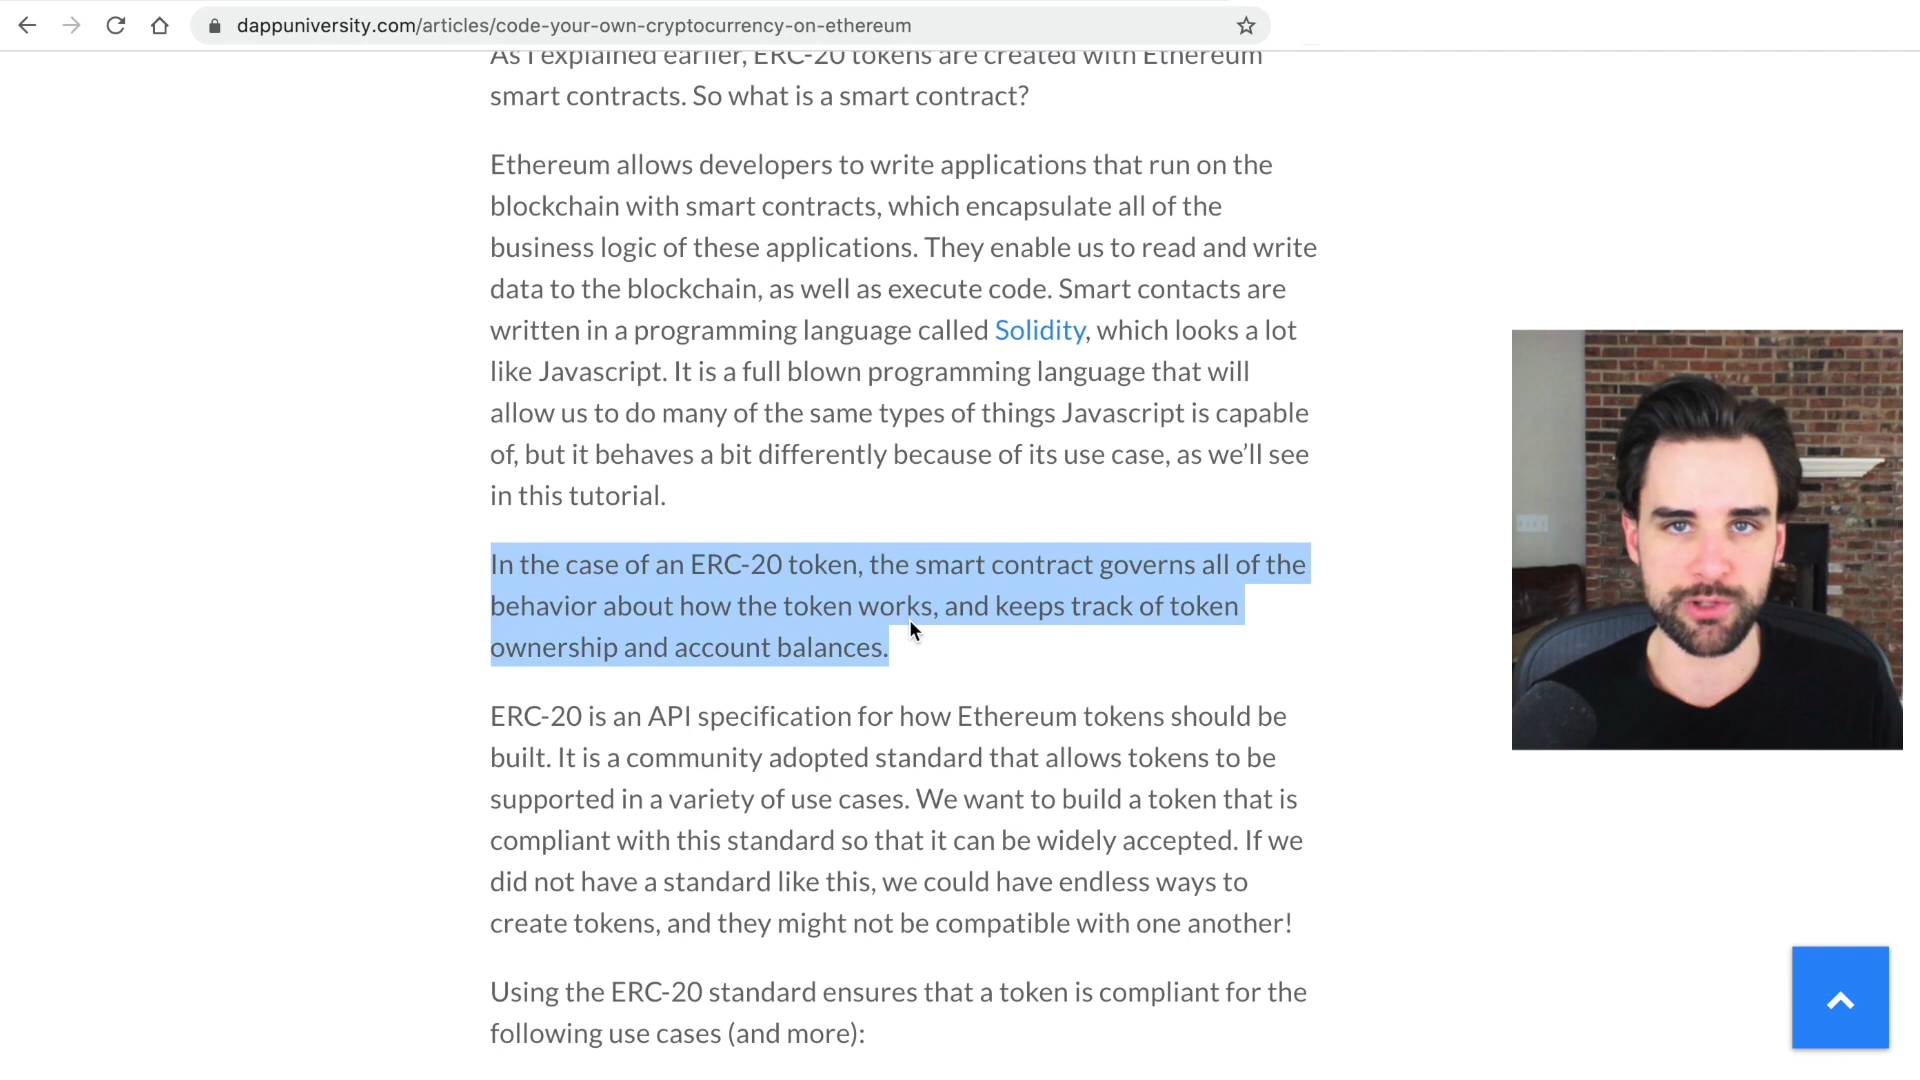 dappuniversity.com/articles/code-your-own-cryptocurrency-on-ethereum
As I explained earlier, ERC-20 tokens are created with Ethereum
smart contracts. So what is a smart contract?
Ethereum allows developers to write applications that run on the
blockchain with smart contracts, which encapsulate all of the
business logic of these applications. They enable us to read and write
data to the blockchain, as well as execute code. Smart contacts are
written in a programming language called Solidity, which looks a lot
like Javascript. It is a full blown programming language that will
allow us to do many of the same types of things Javascript is capable
of, but it behaves a bit differently because of its use case, as we’ll see
in this tutorial.
In the case of an ERC-20 token, the smart contract governs all of the
behavior about how the token works, and keeps track of token
ownership and account balances.
ERC-20 is an API specification for how Ethereum tokens should be
built. It is a community adopted standard that allows tokens to be
supported in a variety of use cases. We want to build a token that is
compliant with this standard so that it can be widely accepted. If we
did not have a standard like this, we could have endless ways to
create tokens, and they might not be compatible with one another!
Using the ERC-20 standard ensures that a token is compliant for the
following use cases (and more):